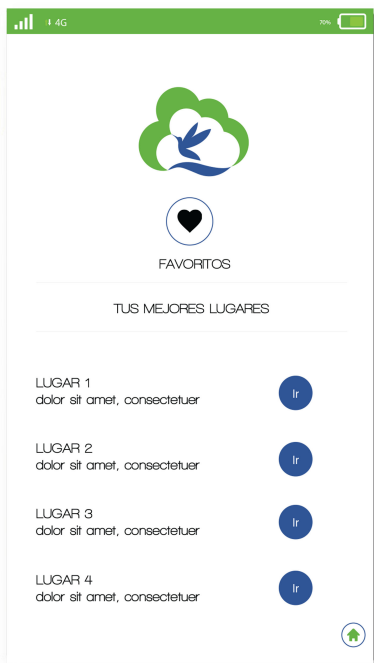 4G
70%
FAVORITOS
TUS MEJORES LUGARES
LUGAR 1
dolor sit amet, consectetuer
Ir
LUGAR 2
dolor sit amet, consectetuer
Ir
LUGAR 3
dolor sit amet, consectetuer
Ir
LUGAR 4
dolor sit amet, consectetuer
Ir